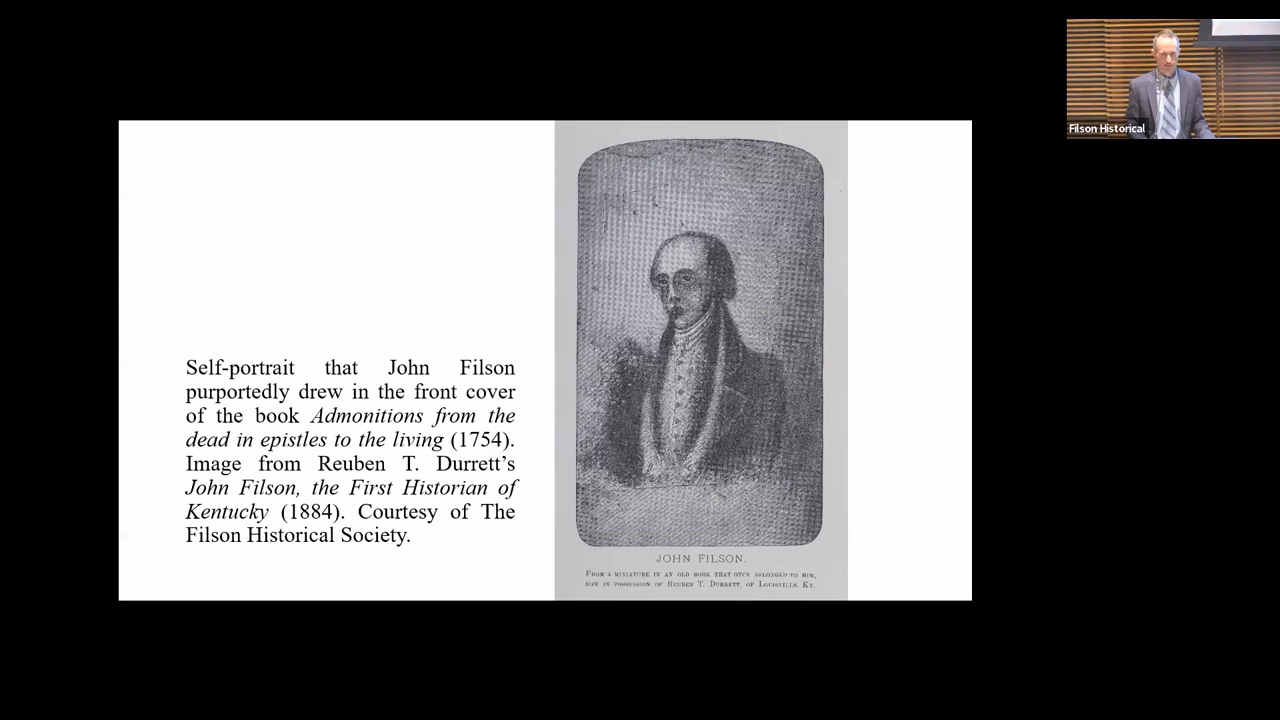 Filson Historical
Self-portrait that John Filson
purportedly drew in the front cover
of the book Admonitions from the
dead in epistles to the living (1754).
Image from Reuben T. Durrett’s
John Filson, the First Historian of
Kentucky (1884). Courtesy of The
Filson Historical Society.
JOHN FILSON.
FROM A MINIATURE IN AN OLD BOOK THAT ONCE BELONGED TO HIM,
NOW IN POSSESSION OF REUBEN T. DURRETT, OF LOUISVILLE, KY.